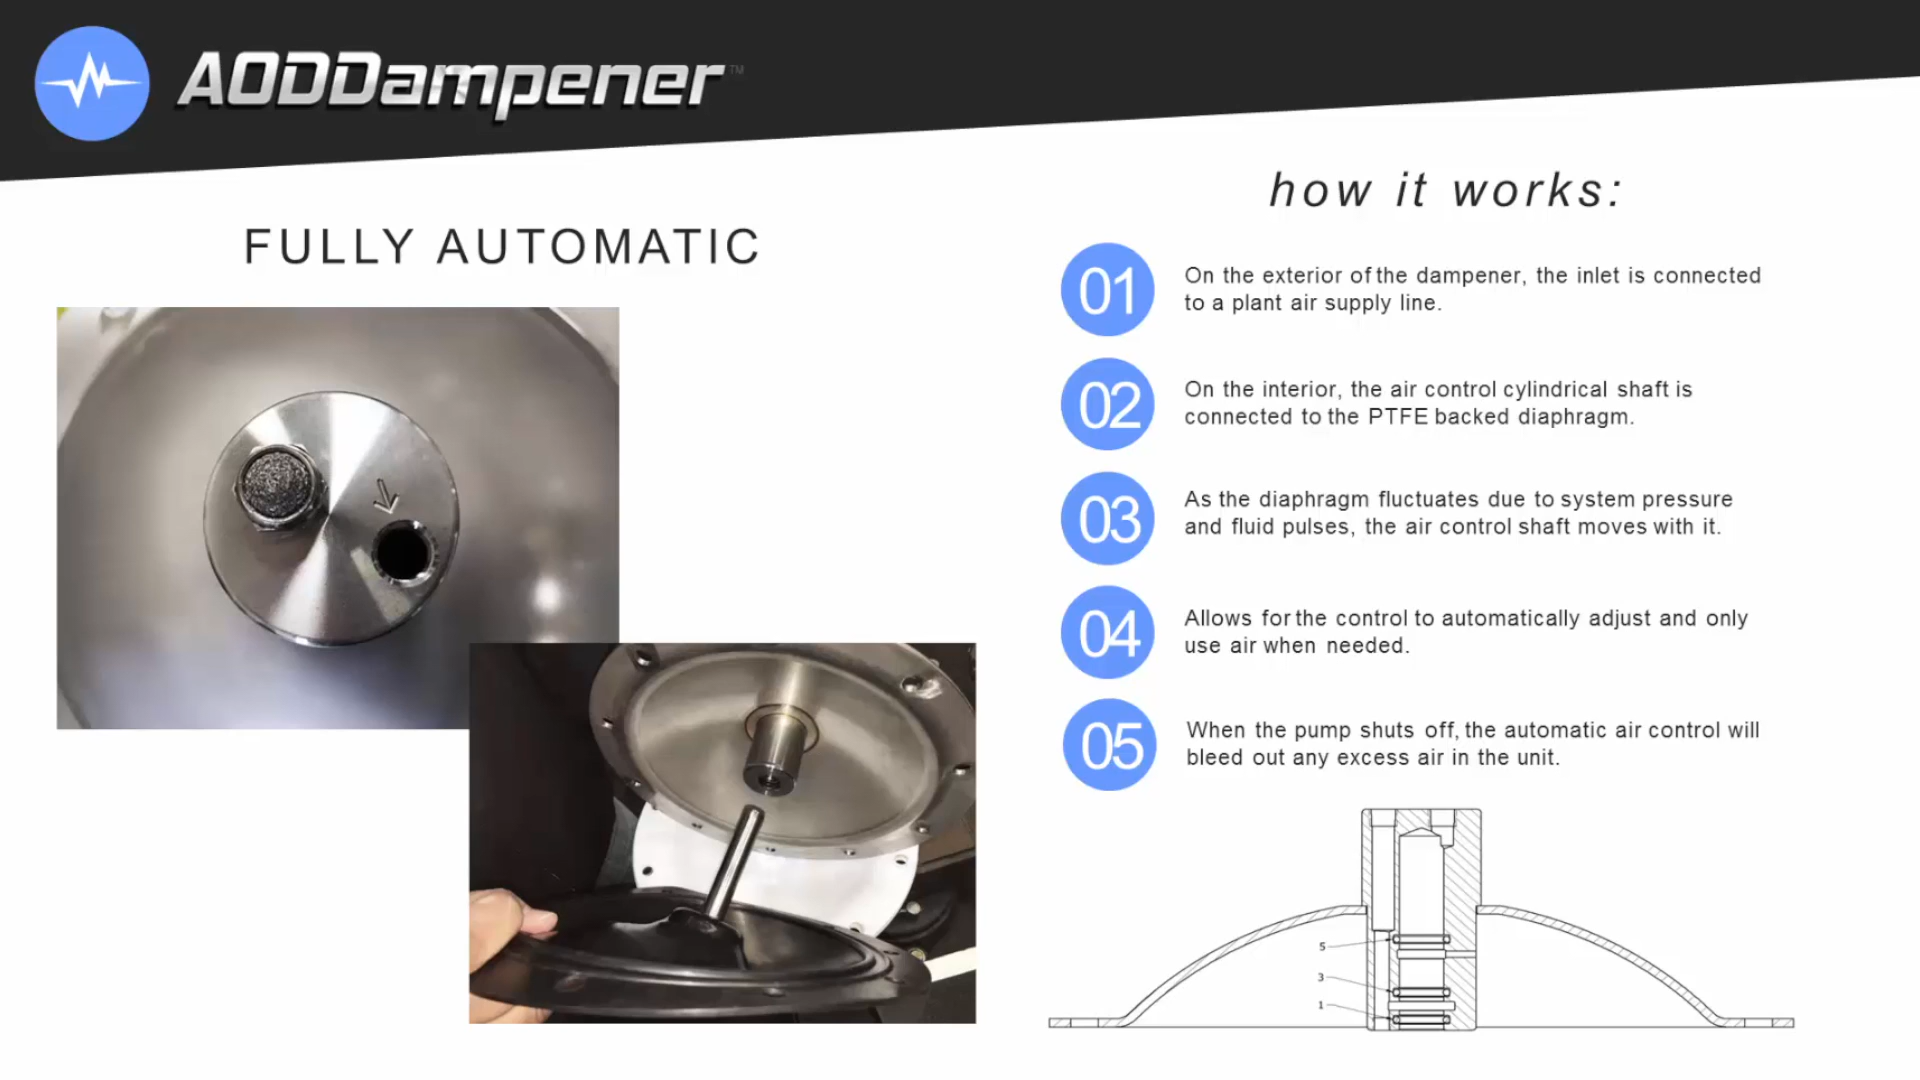 AODDampener™
FULLY AUTOMATIC
how it works:
01
On the exterior of the dampener, the inlet is connected
to a plant air supply line.
02
On the interior, the air control cylindrical shaft is
connected to the PTFE backed diaphragm.
03
As the diaphragm fluctuates due to system pressure
and fluid pulses, the air control shaft moves with it.
04
Allows for the control to automatically adjust and only
use air when needed.
05
When the pump shuts off, the automatic air control will
bleed out any excess air in the unit.
5
3
1